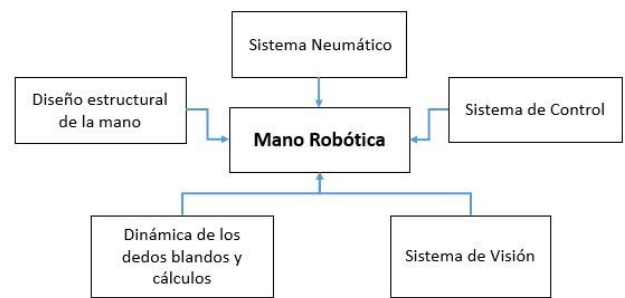 Sistema Neumático
Diseño estructural
de la mano
Mano Robótica
Sistema de Control
Dinámica de los
dedos blandos y
cálculos
Sistema de Visión